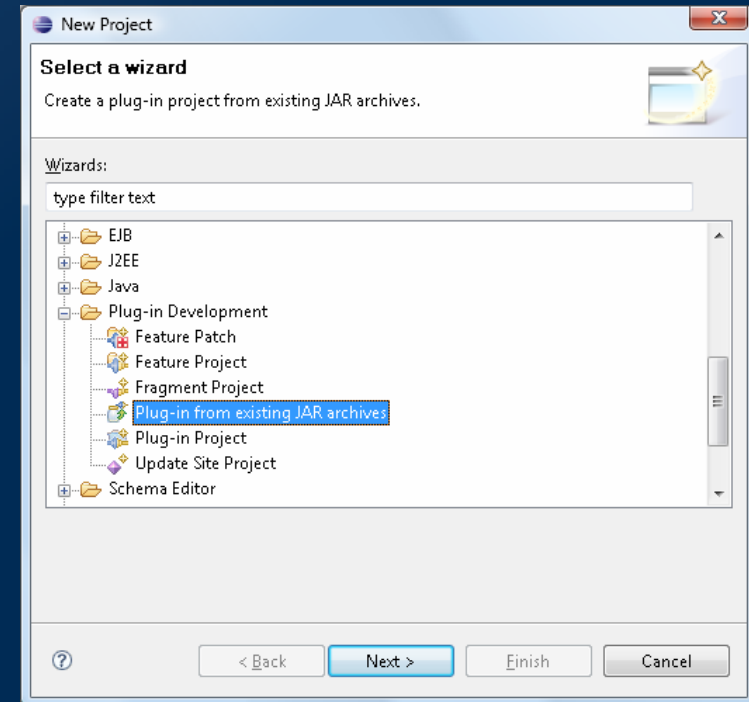 New Project
Select a wizard
Create a plug-in project from existing JAR archives.
Wizards:
type filter text
EJB
J2EE
Java
Plug-in Development
Feature Patch
Feature Project
Fragment Project
Plug-in from existing JAR archives
Plug-in Project
Update Site Project
Schema Editor
? < Back Next > Finish Cancel